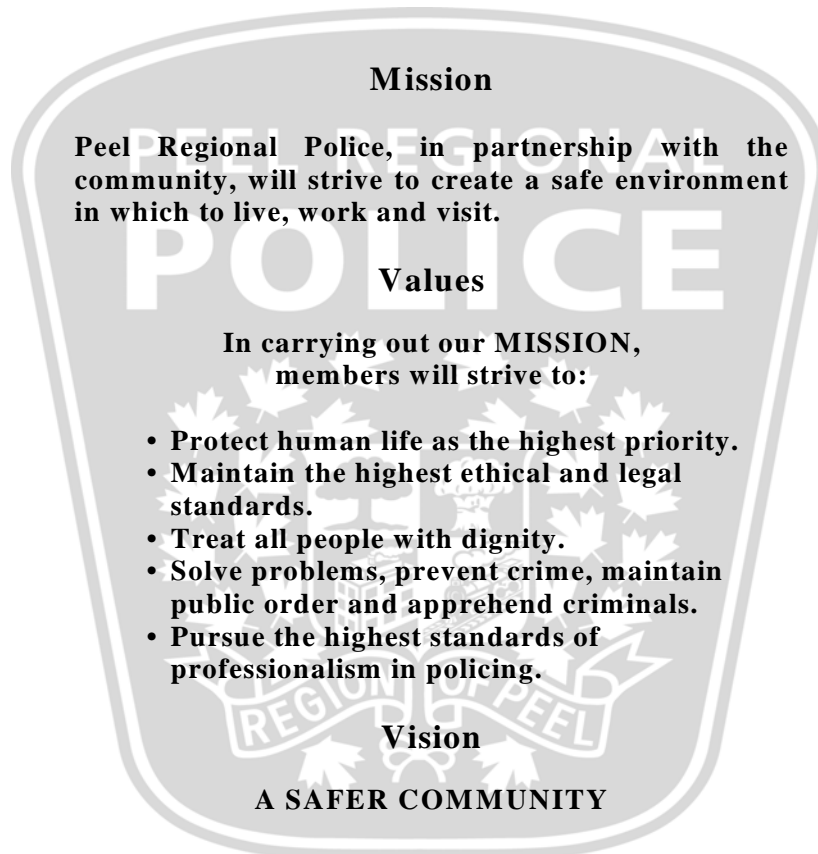 Mission
PEEL REGIONAL
Peel Regional Police, in partnership with the
community, will strive to create a safe environment
in which to live, work and visit.
POLICE
Values
In carrying out our MISSION,
members will strive to:
• Protect human life as the highest priority.
• Maintain the highest ethical and legal
standards.
• Treat all people with dignity.
• Solve problems, prevent crime, maintain
public order and apprehend criminals.
• Pursue the highest standards of
professionalism in policing.
REGION OF PEEL
Vision
A SAFER COMMUNITY